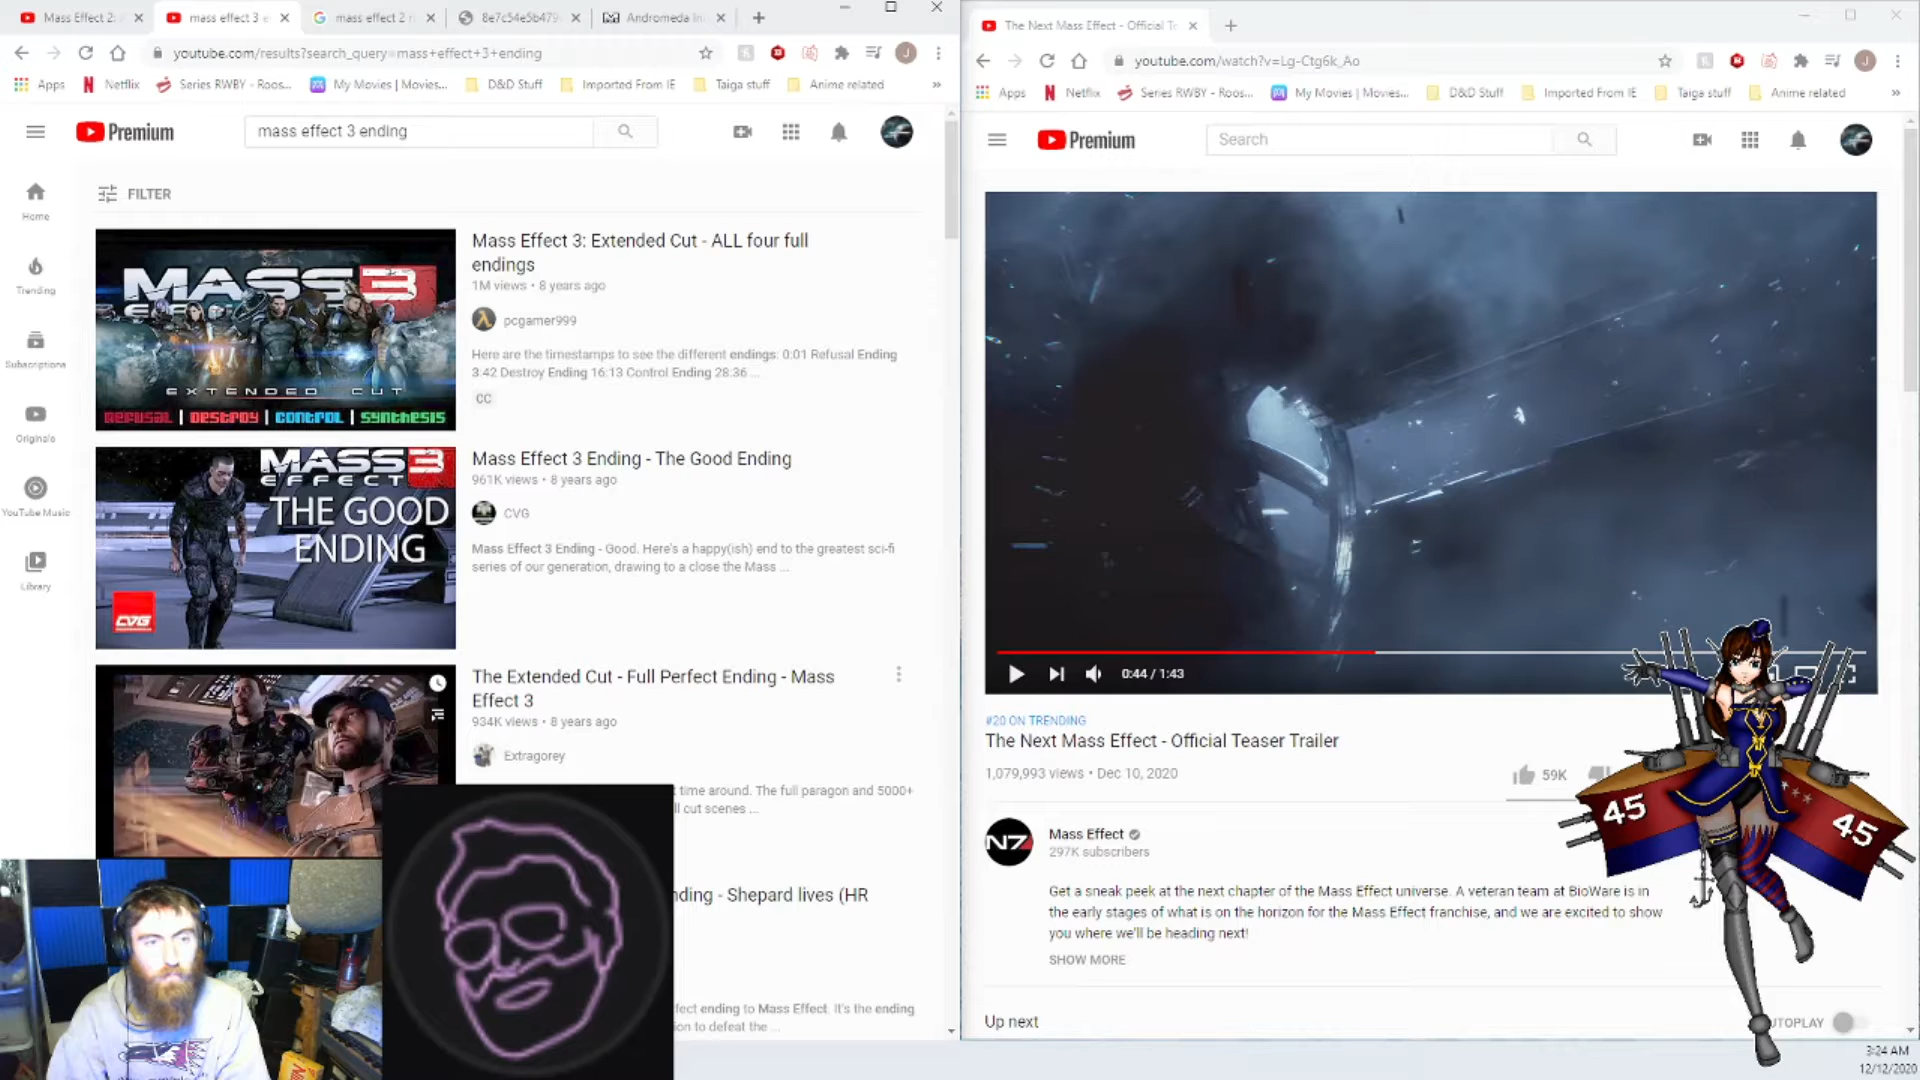 Mass Effect 2:
mass effect 3 e
mass effect 2 r
8e7c54e5b479
Andromeda Ini
youtube.com/results?search_query=mass+effect+3+ending
Apps
Netflix
Series RWBY - Roos...
My Movies | Movies...
D&D Stuff
Imported From IE
Taiga stuff
Anime related
»
Premium
mass effect 3 ending
Home
Trending
Subscriptions
Originals
YouTube Music
Library
FILTER
MASS EFFECT 3
EXTENDED CUT
REFUSAL | DESTROY | CONTROL | SYNTHESIS
Mass Effect 3: Extended Cut - ALL four full
endings
1M views • 8 years ago
pcgamer999
Here are the timestamps to see the different endings: 0:01 Refusal Ending
3:42 Destroy Ending 16:13 Control Ending 28:36 ...
CC
MASS EFFECT 3
THE GOOD
ENDING
CVG
Mass Effect 3 Ending - The Good Ending
961K views • 8 years ago
CVG
Mass Effect 3 Ending - Good. Here's a happy(ish) end to the greatest sci-fi
series of our generation, drawing to a close the Mass ...
The Extended Cut - Full Perfect Ending - Mass
Effect 3
934K views • 8 years ago
Extragorey
time around. The full paragon and 5000+
ll cut scenes ...
nding - Shepard lives (HR
fect ending to Mass Effect. It's the ending
ion to defeat the ...
The Next Mass Effect - Official Te
youtube.com/watch?v=Lg-Ctg6k_Ao
Apps
Netflix
Series RWBY - Roos...
My Movies | Movies...
D&D Stuff
Imported From IE
Taiga stuff
Anime related
»
Premium
Search
0:44 / 1:43
#20 ON TRENDING
The Next Mass Effect - Official Teaser Trailer
1,079,993 views • Dec 10, 2020
59K
45
45
N7
Mass Effect
297K subscribers
Get a sneak peek at the next chapter of the Mass Effect universe. A veteran team at BioWare is in
the early stages of what is on the horizon for the Mass Effect franchise, and we are excited to show
you where we'll be heading next!
SHOW MORE
Up next
UTOPLAY
3:24 AM
12/12/2020